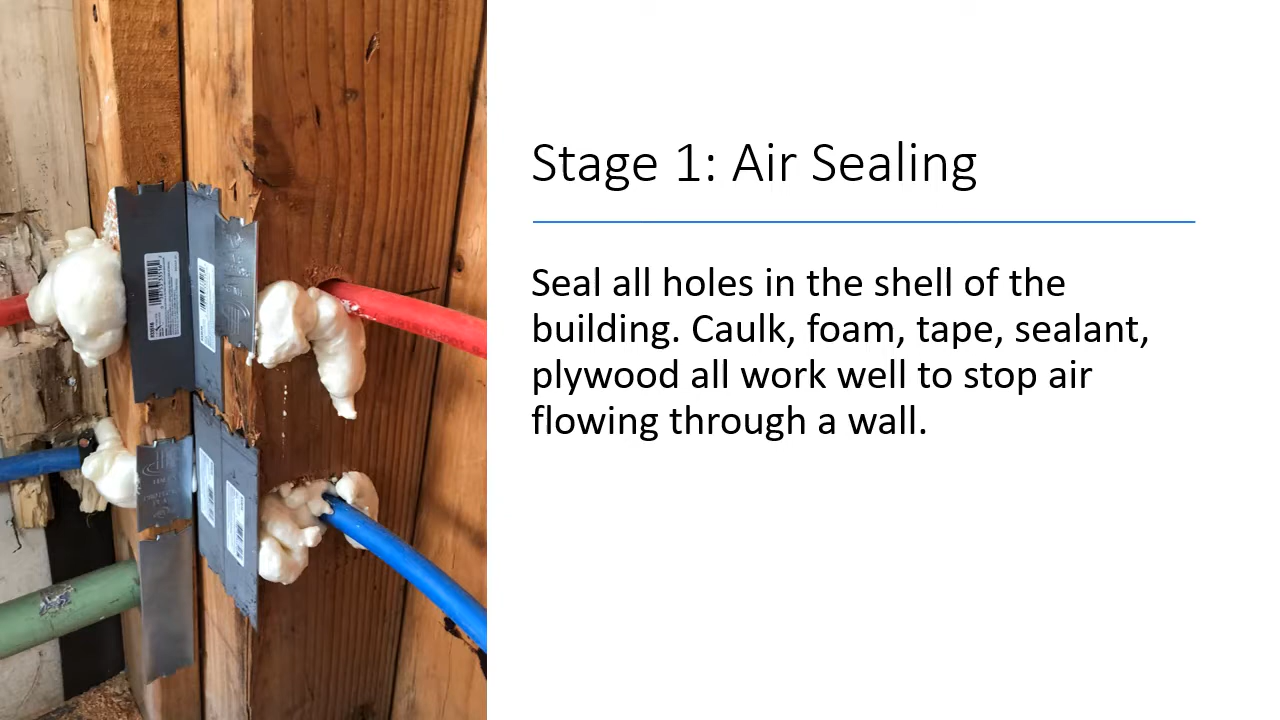 Stage 1: Air Sealing
Seal all holes in the shell of the
building. Caulk, foam, tape, sealant,
plywood all work well to stop air
flowing through a wall.